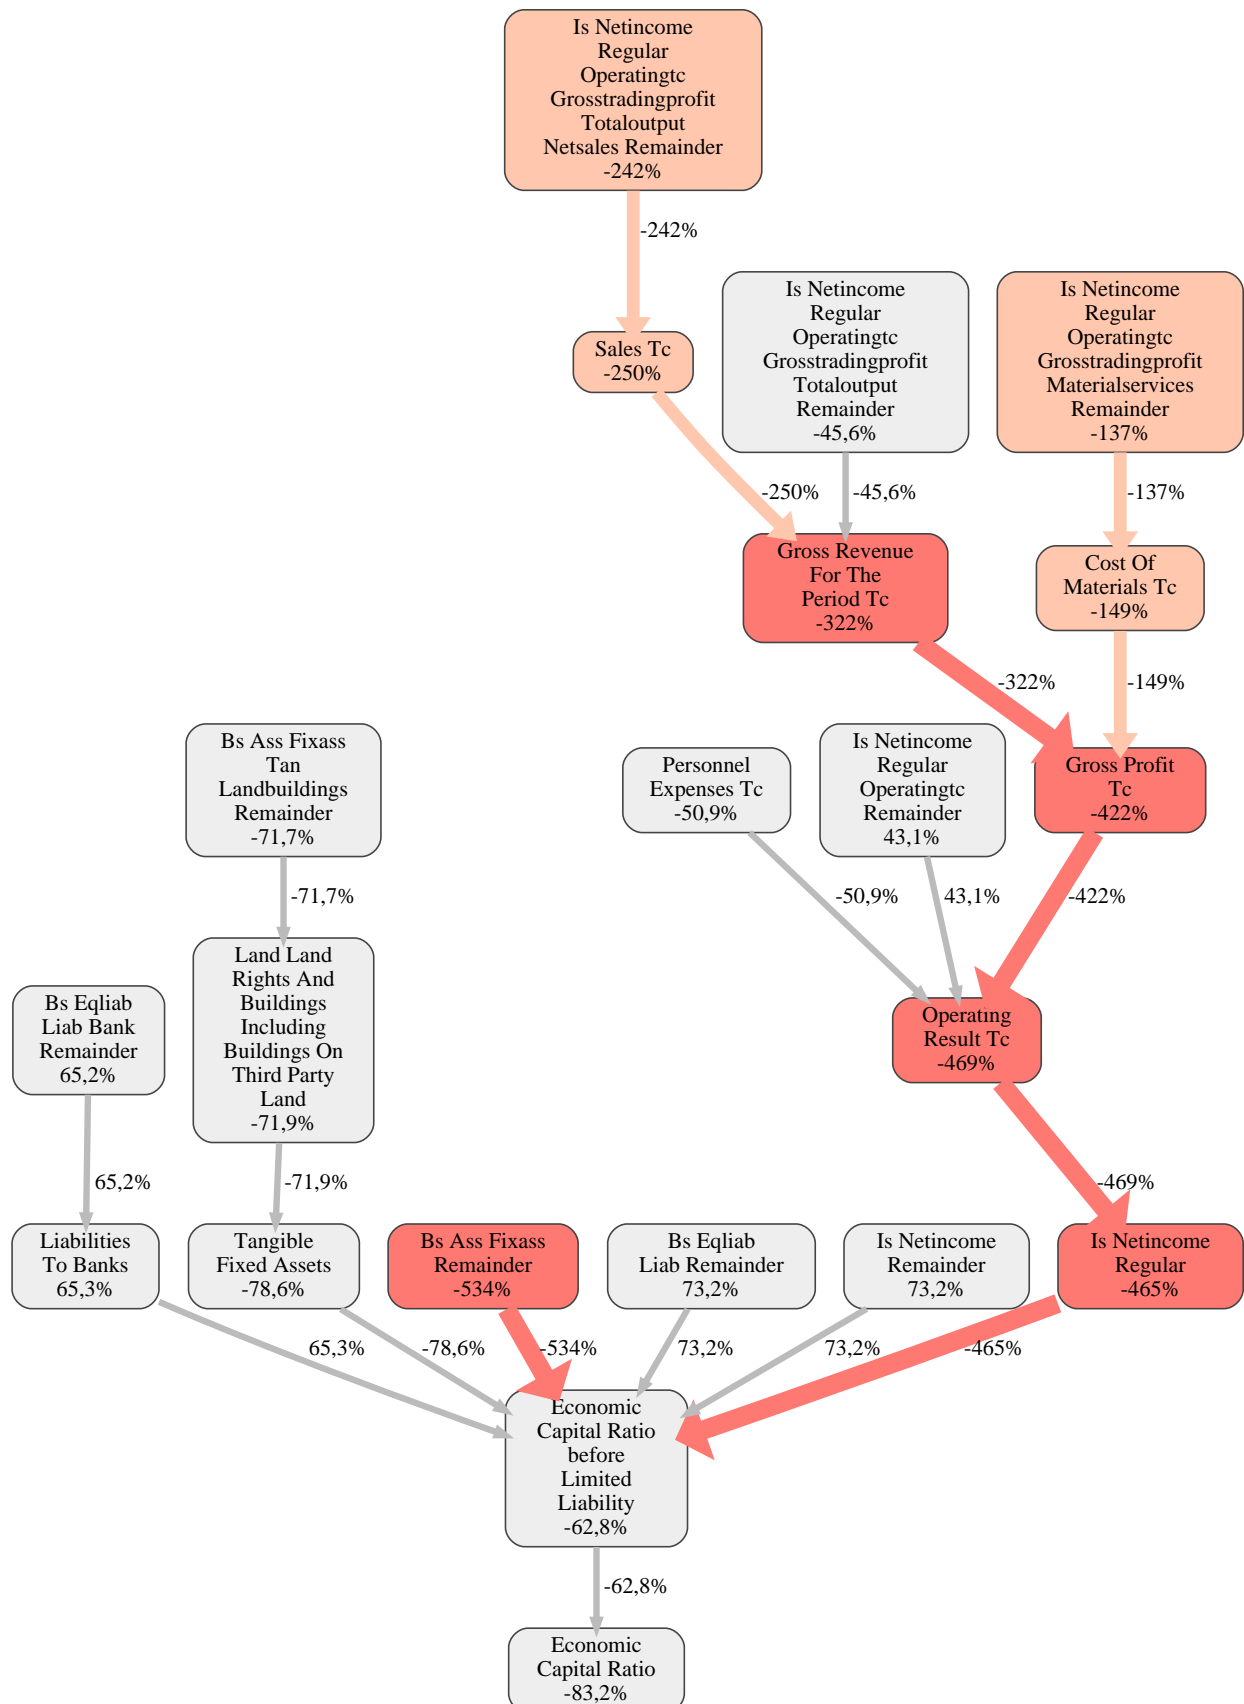 Is Netincome
Regular
Operatingtc
Grosstradingprofit
Totaloutput
Netsales Remainder
-242%
-242%
Is Netincome
Regular
Operatingtc
Grosstradingprofit
Totaloutput
Remainder
-45,6%
Is Netincome
Regular
Operatingtc
Grosstradingprofit
Materialservices
Remainder
-137%
Sales Tc
-250%
-250%
-45,6%
-137%
Gross Revenue
For The
Period Tc
-322%
Cost Of
Materials Tc
-149%
-322%
-149%
Bs Ass Fixass
Tan
Landbuildings
Remainder
-71,7%
Personnel
Expenses Tc
-50,9%
Is Netincome
Regular
Operatingtc
Remainder
43,1%
Gross Profit
Tc
-422%
-71,7%
-50,9%
43,1%
-422%
Bs Eqliab
Liab Bank
Remainder
65,2%
Land Land
Rights And
Buildings
Including
Buildings On
Third Party
Land
-71,9%
Operating
Result Tc
-469%
65,2%
-71,9%
-469%
Liabilities
To Banks
65,3%
Tangible
Fixed Assets
-78,6%
Bs Ass Fixass
Remainder
-534%
Bs Eqliab
Liab Remainder
73,2%
Is Netincome
Remainder
73,2%
Is Netincome
Regular
-465%
65,3%
-78,6%
-534%
73,2%
73,2%
-465%
Economic
Capital Ratio
before
Limited
Liability
-62,8%
-62,8%
Economic
Capital Ratio
-83,2%